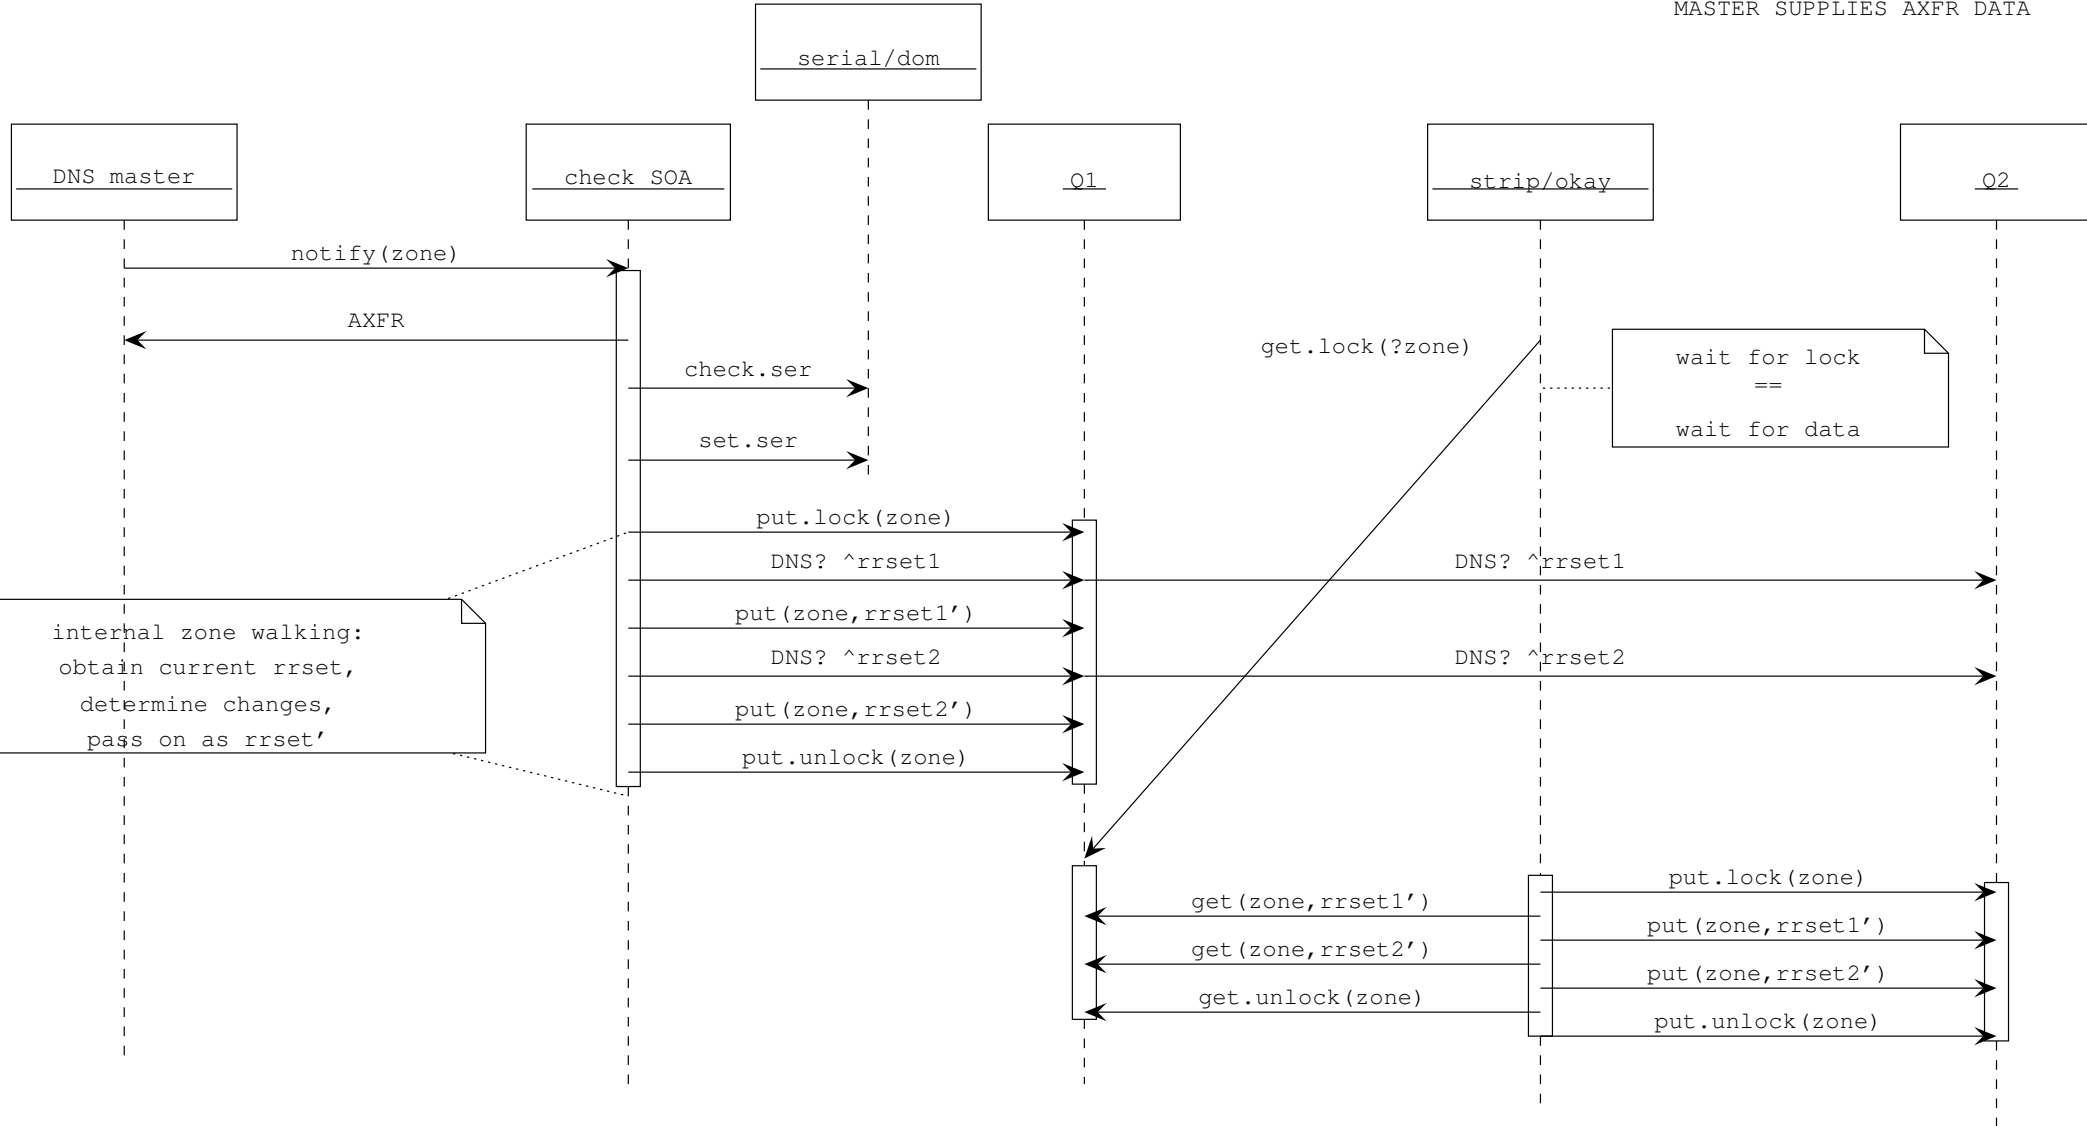 MASTER SUPPLIES AXFR DATA
serial/dom
DNS master
check SOA
Q1
strip/okay
Q2
notify(zone)
AXFR
get.lock(?zone)
wait for lock
==
wait for data
check.ser
set.ser
put.lock(zone)
DNS? ^rrset1
DNS? ^rrset1
put(zone,rrset1′)
internal zone walking:
obtain current rrset,
determine changes,
pass on as rrset′
DNS? ^rrset2
DNS? ^rrset2
put(zone,rrset2′)
put.unlock(zone)
put.lock(zone)
get(zone,rrset1′)
put(zone,rrset1′)
get(zone,rrset2′)
put(zone,rrset2′)
get.unlock(zone)
put.unlock(zone)